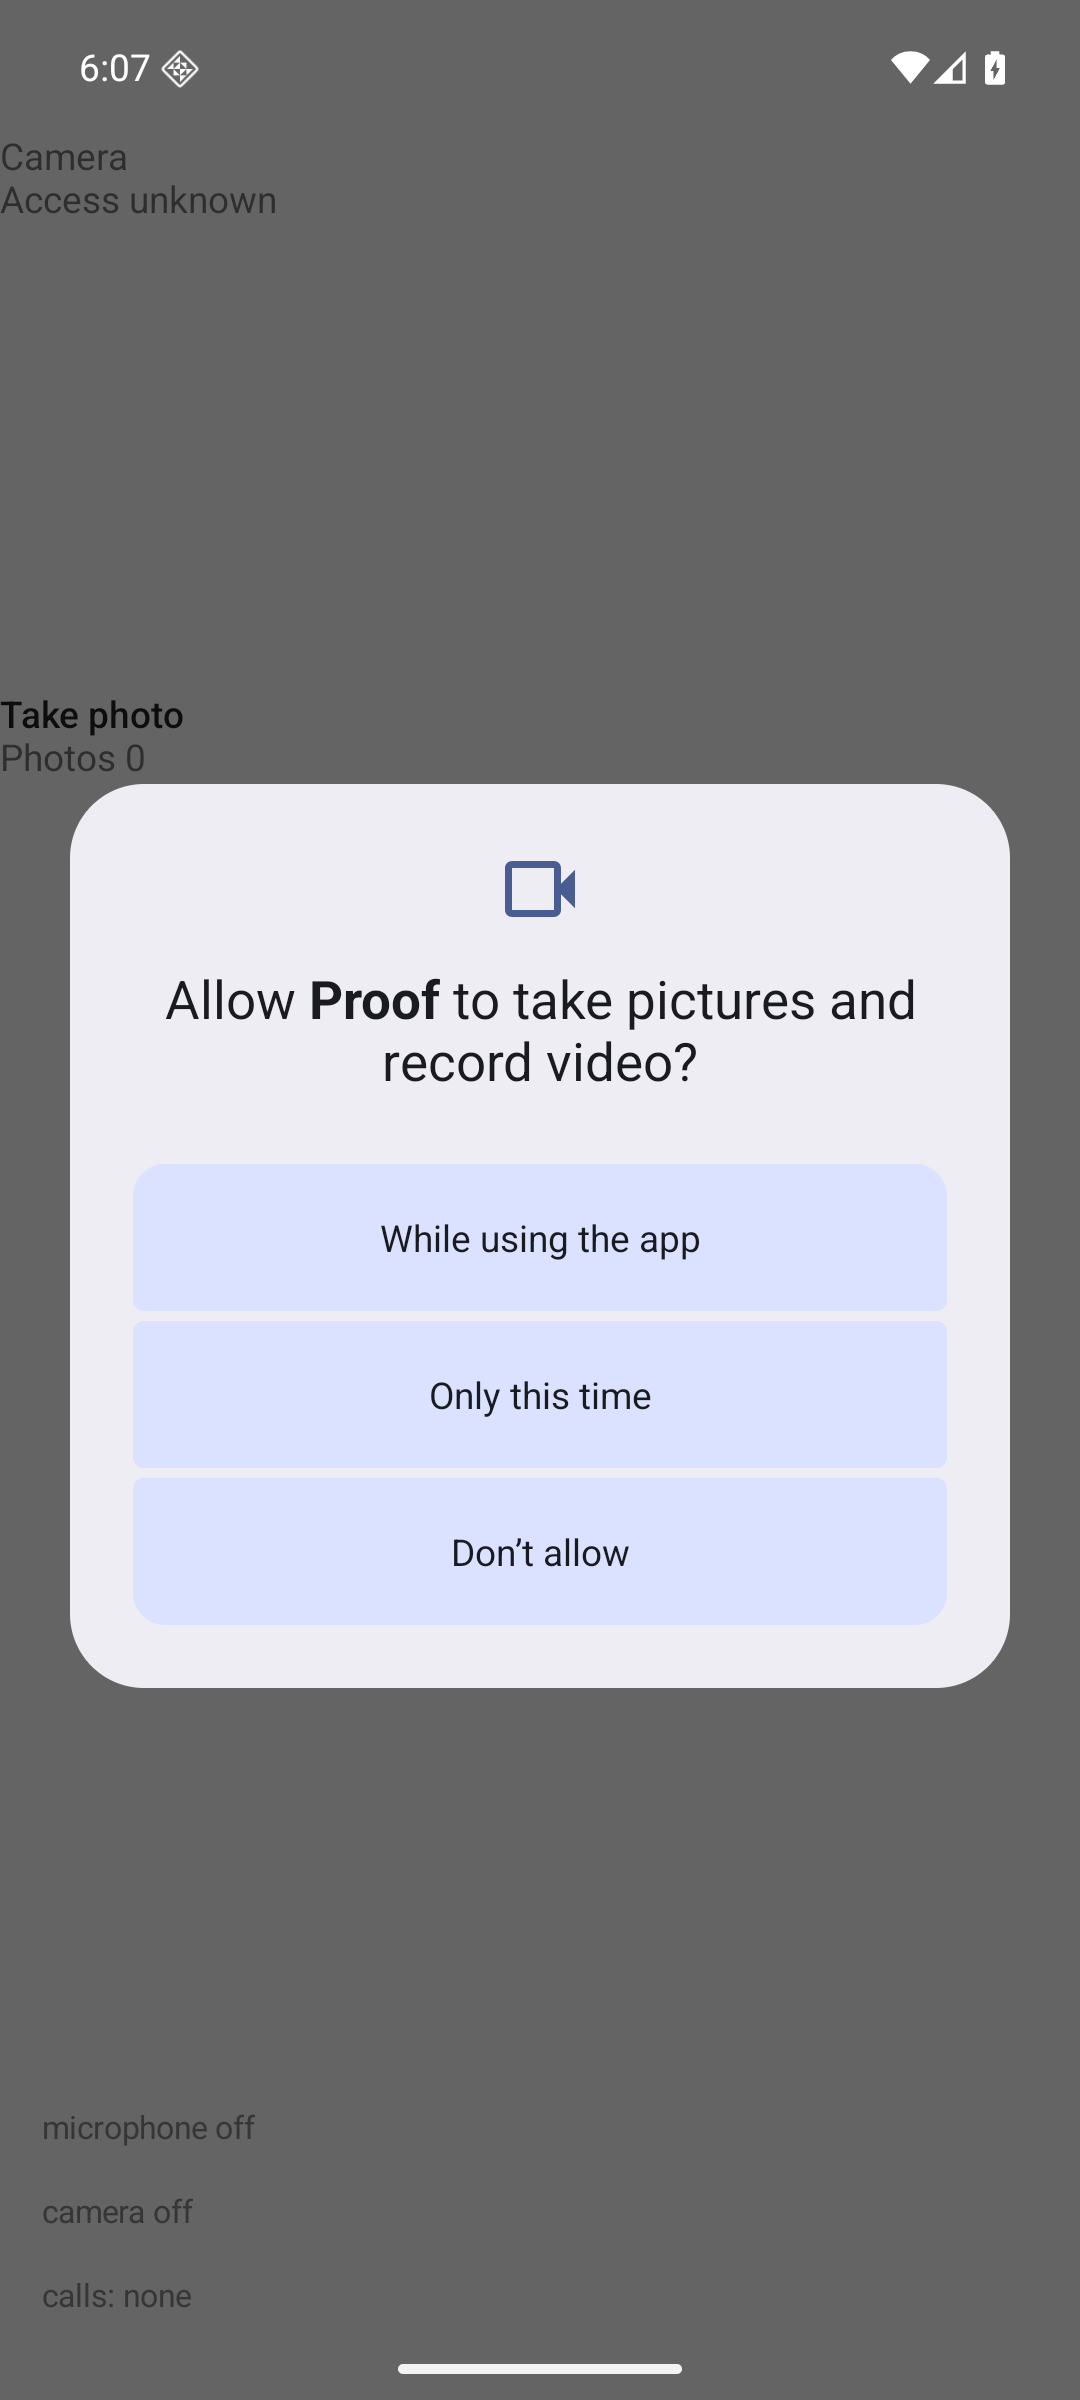 6:07
Camera
Access unknown
Take photo
Photos 0
Allow Proof to take pictures and
record video?
While using the app
Only this time
Don’t allow
microphone off
camera off
calls: none